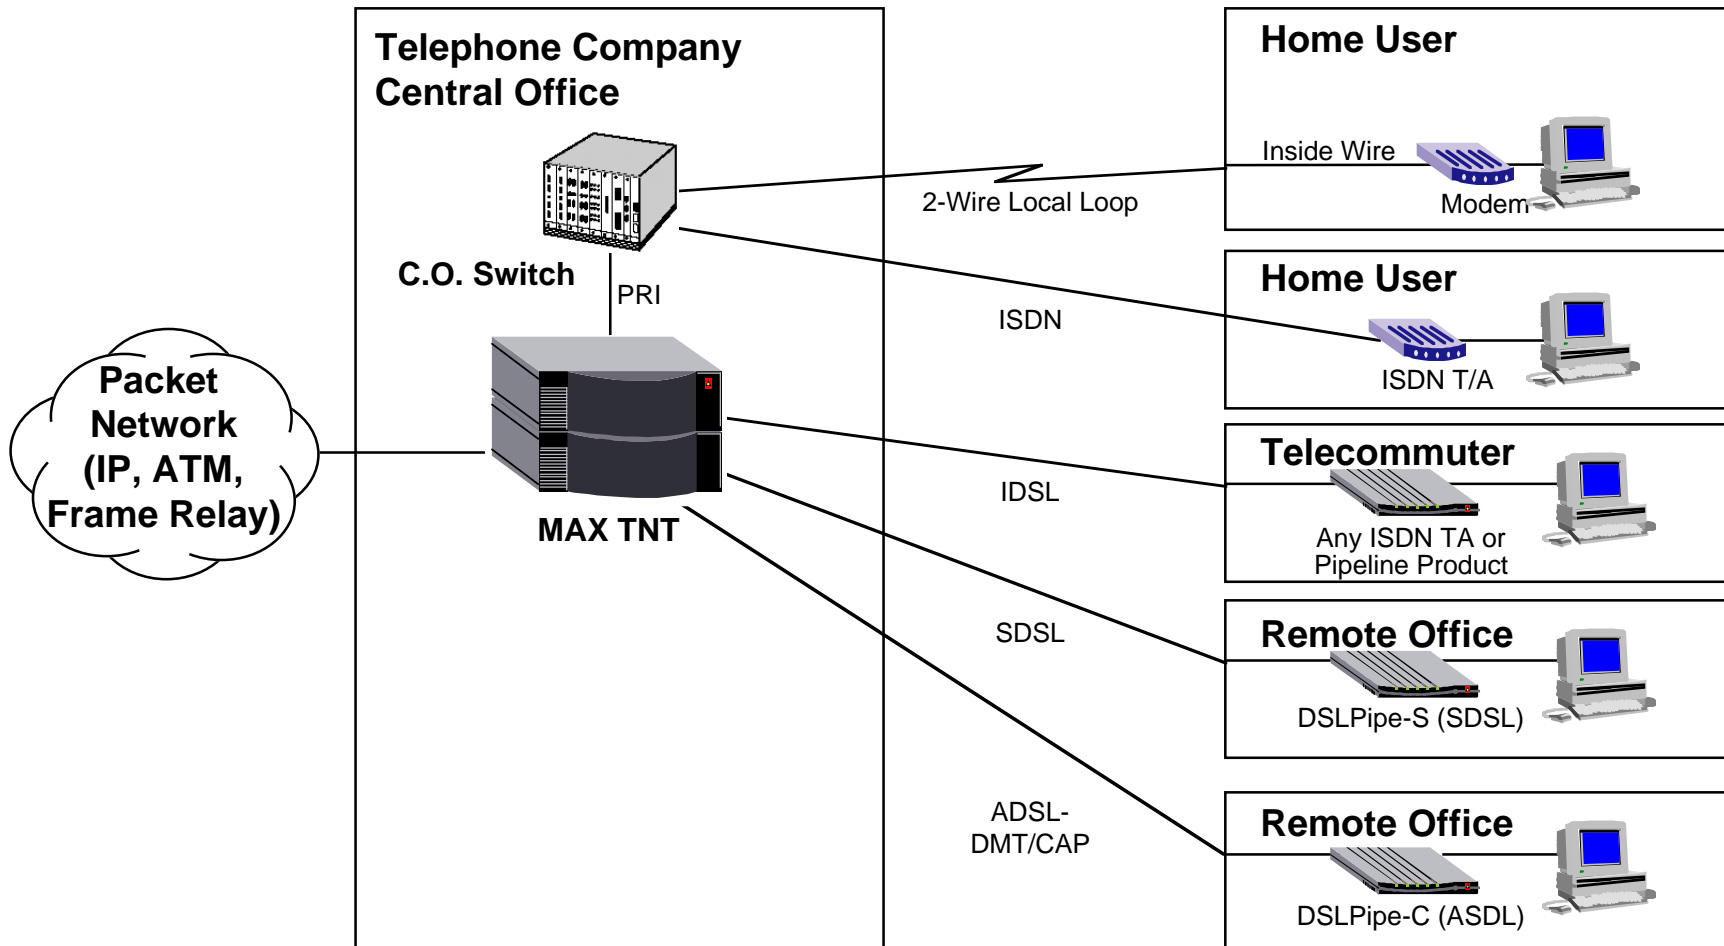 Telephone Company
Central Office
C.O. Switch
PRI
MAX TNT
Packet
Network
(IP, ATM,
Frame Relay)
2-Wire Local Loop
ISDN
IDSL
SDSL
ADSL-
DMT/CAP
Home User
Inside Wire
Modem
Home User
ISDN T/A
Telecommuter
Any ISDN TA or
Pipeline Product
Remote Office
DSLPipe-S (SDSL)
Remote Office
DSLPipe-C (ASDL)